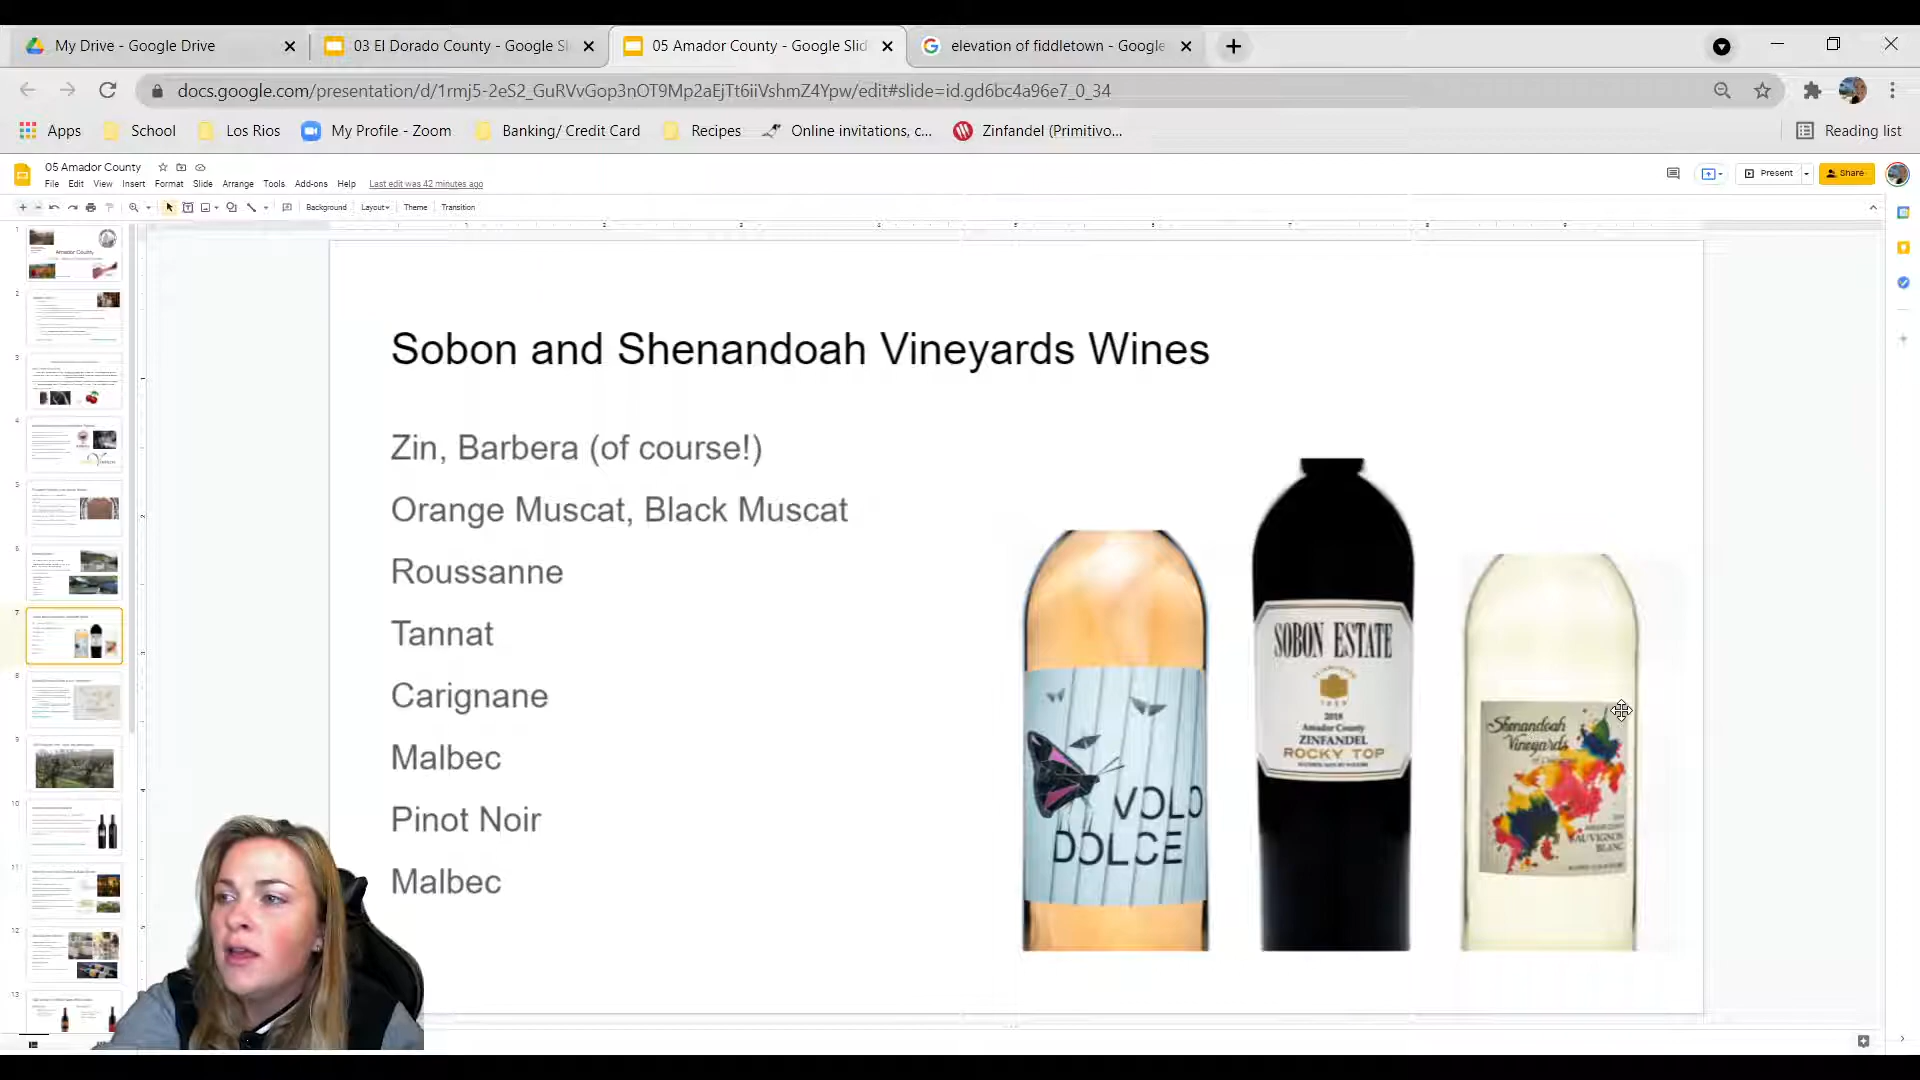 My Drive - Google Drive
03 El Dorado County - Google Sl
05 Amador County - Google Slid
elevation of fiddletown - Google
docs.google.com/presentation/d/1rmj5-2eS2_GuRVvGop3nOT9Mp2aEjTt6iiVshmZ4Ypw/edit#slide=id.gd6bc4a96e7_0_34
Apps
School
Los Rios
My Profile - Zoom
Banking/ Credit Card
Recipes
Online invitations, c...
Zinfandel (Primitivo...
Reading list
05 Amador County
File Edit View Insert Format Slide Arrange Tools Add-ons Help Last edit was 42 minutes ago
Present
Share
Background Layout Theme Transition
Sobon and Shenandoah Vineyards Wines
Zin, Barbera (of course!)
Orange Muscat, Black Muscat
Roussanne
Tannat
Carignane
Malbec
Pinot Noir
Malbec
VOLO
DOLCE
SOBON ESTATE
2018
Amador County
ZINFANDEL
ROCKY TOP
Shenandoah
Vineyards
SAUVIGNON
BLANC